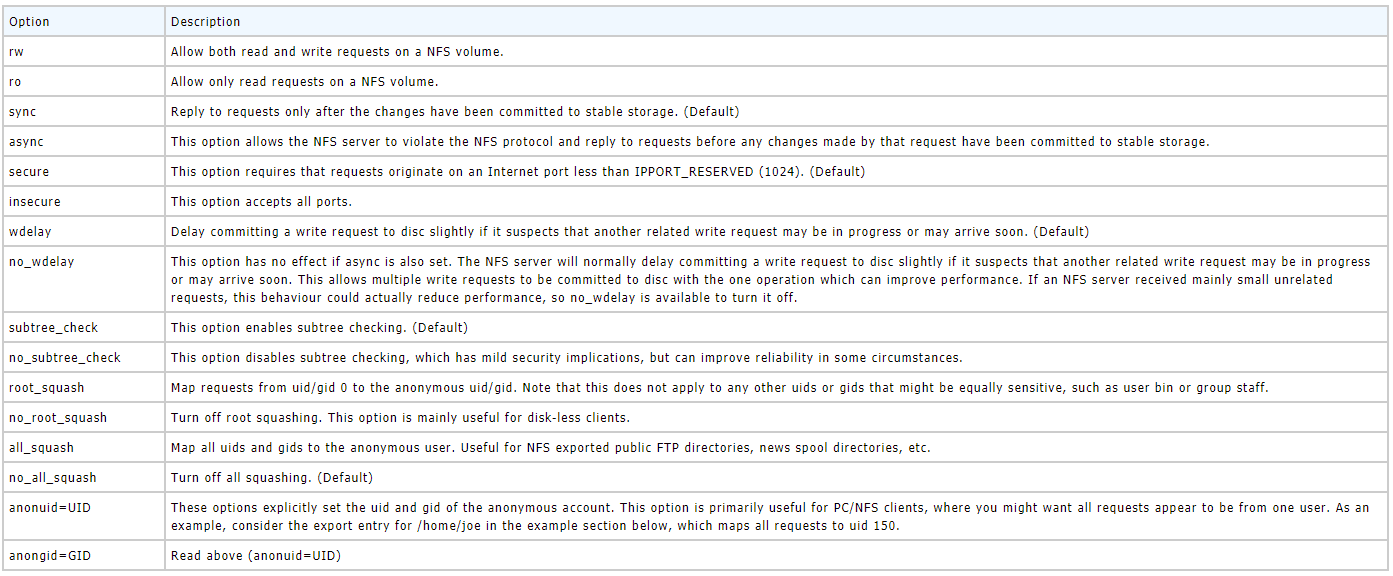 Option Description
rw Allow both read and write requests on a NFS volume.
ro Allow only read requests on a NFS volume.
sync Reply to requests only after the changes have been committed to stable storage. (Default)
async This option allows the NFS server to violate the NFS protocol and reply to requests before any changes made by that request have been committed to stable storage.
secure This option requires that requests originate on an Internet port less than IPPORT_RESERVED (1024). (Default)
insecure This option accepts all ports.
wdelay Delay committing a write request to disc slightly if it suspects that another related write request may be in progress or may arrive soon. (Default)
no_wdelay This option has no effect if async is also set. The NFS server will normally delay committing a write request to disc slightly if it suspects that another related write request may be in progress
or may arrive soon. This allows multiple write requests to be committed to disc with the one operation which can improve performance. If an NFS server received mainly small unrelated
requests, this behaviour could actually reduce performance, so no_wdelay is available to turn it off.
subtree_check This option enables subtree checking. (Default)
no_subtree_check This option disables subtree checking, which has mild security implications, but can improve reliability in some circumstances.
root_squash Map requests from uid/gid 0 to the anonymous uid/gid. Note that this does not apply to any other uids or gids that might be equally sensitive, such as user bin or group staff.
no_root_squash Turn off root squashing. This option is mainly useful for disk-less clients.
all_squash Map all uids and gids to the anonymous user. Useful for NFS exported public FTP directories, news spool directories, etc.
no_all_squash Turn off all squashing. (Default)
anonuid=UID These options explicitly set the uid and gid of the anonymous account. This option is primarily useful for PC/NFS clients, where you might want all requests appear to be from one user. As an
example, consider the export entry for /home/joe in the example section below, which maps all requests to uid 150.
anongid=GID Read above (anonuid=UID)